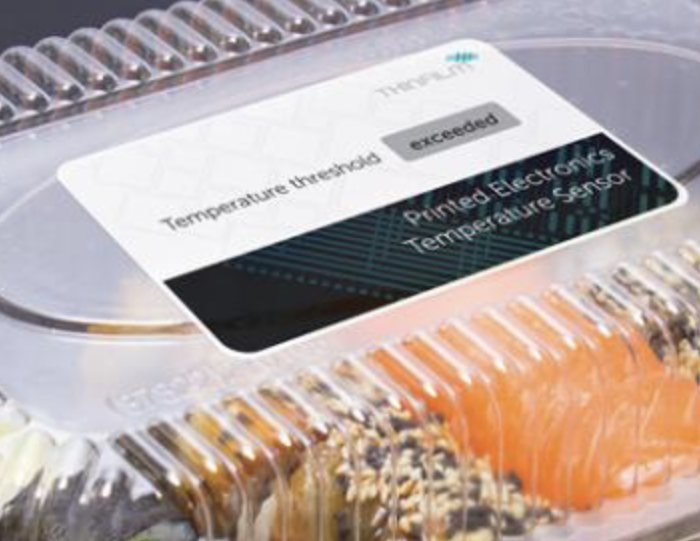 THINFILM
Temperature threshold exceeded
Printed Electronics
Temperature Sensor